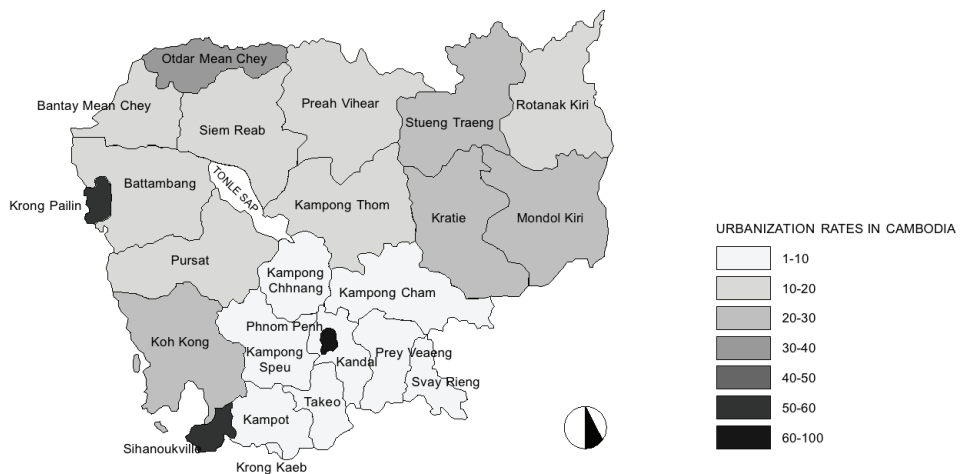 Otdar Mean Chey
Bantay Mean Chey
Siem Reab
Preah Vihear
Stueng Traeng
Rotanak Kiri
Battambang
TONLE SAP
Krong Pailin
Kampong Thom
Kratie
Mondol Kiri
Pursat
Kampong
Chhnang
Kampong Cham
Koh Kong
Phnom Penh
Kampong
Speu
Kandal
Prey Veaeng
Svay Rieng
Takeo
Kampot
Sihanoukville
Krong Kaeb
URBANIZATION RATES IN CAMBODIA
1-10
10-20
20-30
30-40
40-50
50-60
60-100